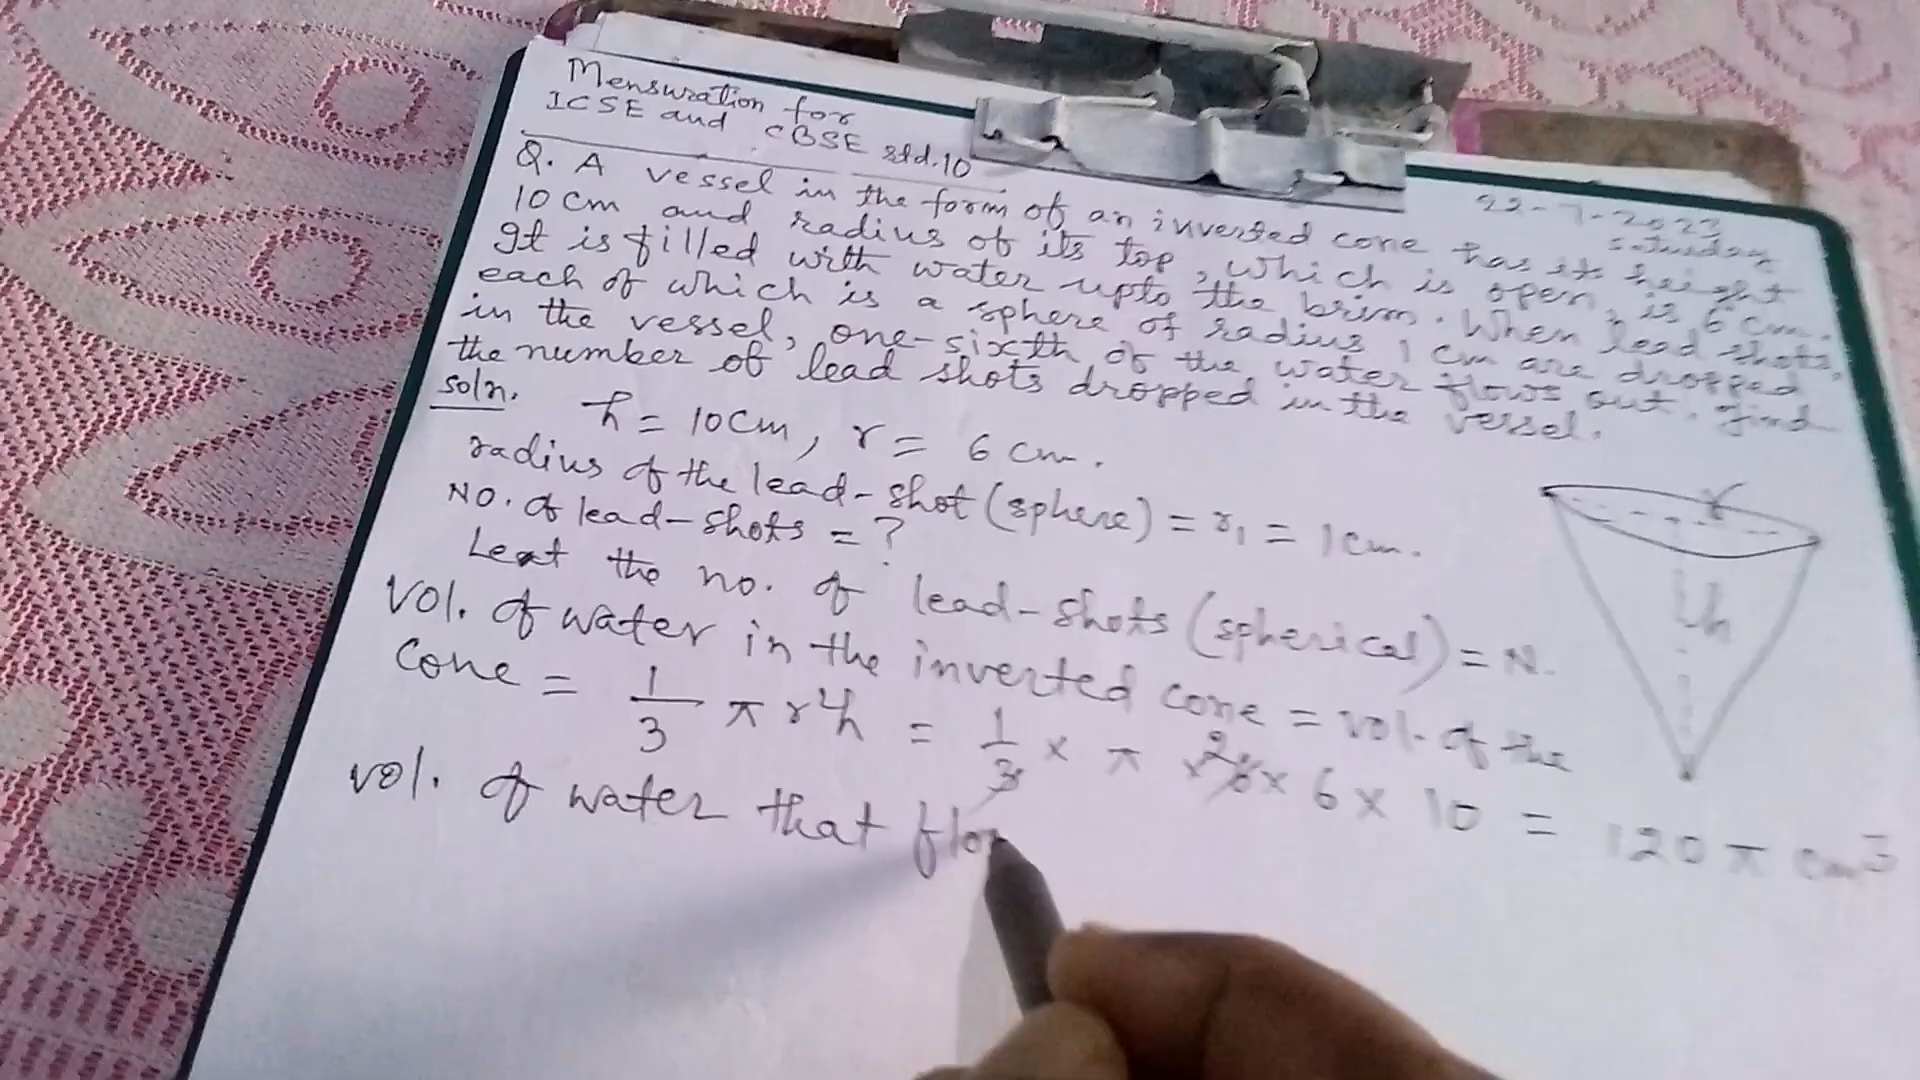 Mensuration for
ICSE and CBSE std.10
22-7-2023
Saturday
Q. A vessel in the form of an inverted cone has its height
10 cm and radius of its top, which is open, is 6 cm.
It is filled with water upto the brim. When lead shots,
each of which is a sphere of radius 1 cm are dropped
in the vessel, one-sixth of the water flows out. Find
the number of lead shots dropped in the vessel.
Soln. h = 10cm, r = 6 cm.
radius of the lead-shot (sphere) = r₁ = 1cm.
No. of lead-shots = ?
Let the no. of lead-shots (spherical) = N.
Vol. of water in the inverted cone = vol. of the
Cone = 1/3 π r²h = 1/3 × π × 6 × 6 × 10 = 120 π cm³
2
vol. of water that flow
r
h